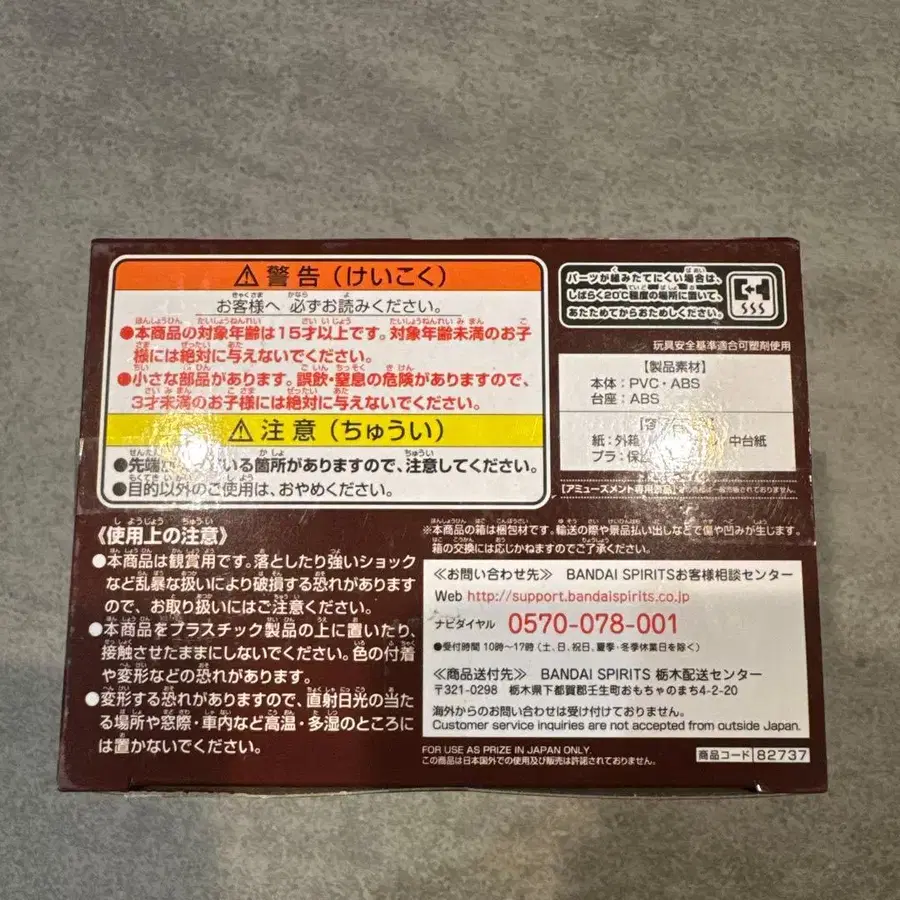 ⚠警告(けいこく)
お客様へ 必ずお読みください。
●本商品の対象年齢は15才以上です。対象年齢未満のお子
様には絶対に与えないでください。
●小さな部品があります。誤飲・窒息の危険がありますので、
3才未満のお子様には絶対に与えないでください。
⚠注意(ちゅうい)
●先端 いる箇所がありますので、注意してください。
●目的以外のご使用は、おやめください。
《使用上の注意》
●本商品は観賞用です。落としたり強いショック
など乱暴な扱いにより破損する恐れがあります
ので、お取り扱いにはご注意ください。
●本商品をプラスチック製品の上に置いたり、
接触させたままにしないでください。色の付着
や変形などの恐れがあります。
●変形する恐れがありますので、直射日光の当た
る場所や窓際・車内など高温・多湿のところに
は置かないでください。
パーツが組みたてにくい場合は、
しばらく20℃程度の場所に置いて、
あたためてからおためしください。
玩具安全基準適合可塑剤使用
【製品素材】
本体:PVC・ABS
台座:ABS
紙:外箱 中台紙
プラ:保
【アミューズメント専用景品】
※本商品の箱は梱包材です。輸送の際や景品払い出しなどで傷や凹みが生じます。
箱の交換には応じかねますのでご了承ください。
《お問い合わせ先》 BANDAI SPIRITSお客様相談センター
Web http://support.bandaispirits.co.jp
ナビダイヤル 0570-078-001
●受付時間 10時~17時(土、日、祝日、夏季・冬季休業日を除く)
《商品送付先》 BANDAI SPIRITS 栃木配送センター
〒321-0298 栃木県下都賀郡壬生町おもちゃのまち4-2-20
海外からのお問い合わせは受け付けておりません。
Customer service inquiries are not accepted from outside Japan.
FOR USE AS PRIZE IN JAPAN ONLY.
この商品は日本国外での使用及び販売は許諾されておりません。
商品コード 82737